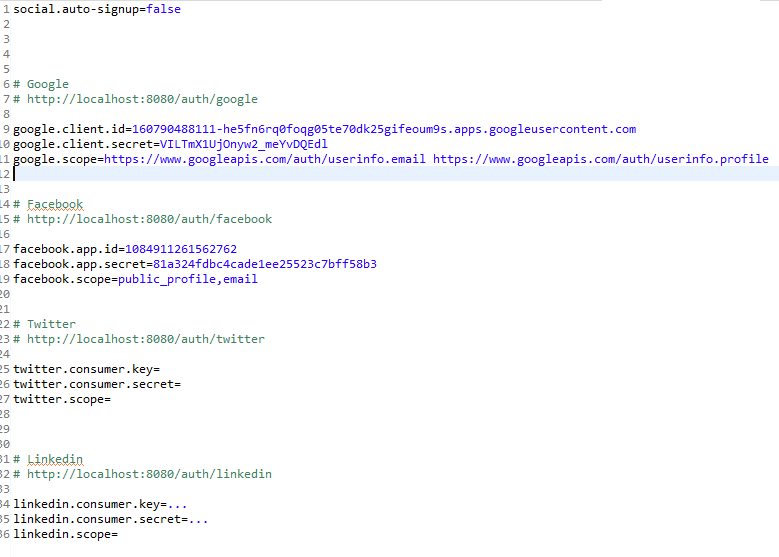 1 social.auto-signup=false
2
3
4
5
6 # Google
7 # http://localhost:8080/auth/google
8
9 google.client.id=160790488111-he5fn6rq0foqg05te70dk25gifeoum9s.apps.googleusercontent.com
10 google.client.secret=VILTmX1UjOnyw2_meYvDQEdl
11 google.scope=https://www.googleapis.com/auth/userinfo.email https://www.googleapis.com/auth/userinfo.profile
12
13
14 # Facebook
15 # http://localhost:8080/auth/facebook
16
17 facebook.app.id=1084911261562762
18 facebook.app.secret=81a324fdbc4cade1ee25523c7bff58b3
19 facebook.scope=public_profile,email
20
21
22 # Twitter
23 # http://localhost:8080/auth/twitter
24
25 twitter.consumer.key=
26 twitter.consumer.secret=
27 twitter.scope=
28
29
30
31 # Linkedin
32 # http://localhost:8080/auth/linkedin
33
34 linkedin.consumer.key=...
35 linkedin.consumer.secret=...
36 linkedin.scope=